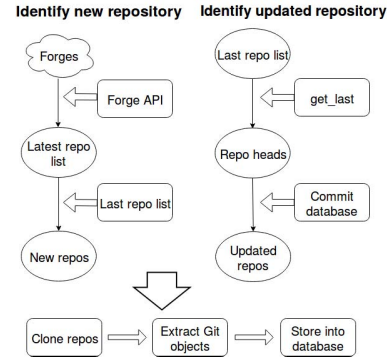 Identify new repository
Identify updated repository
Forges
Forge API
Latest repo
list
Last repo list
New repos
Last repo list
get_last
Repo heads
Commit
database
Updated
repos
Clone repos
Extract Git
objects
Store into
database